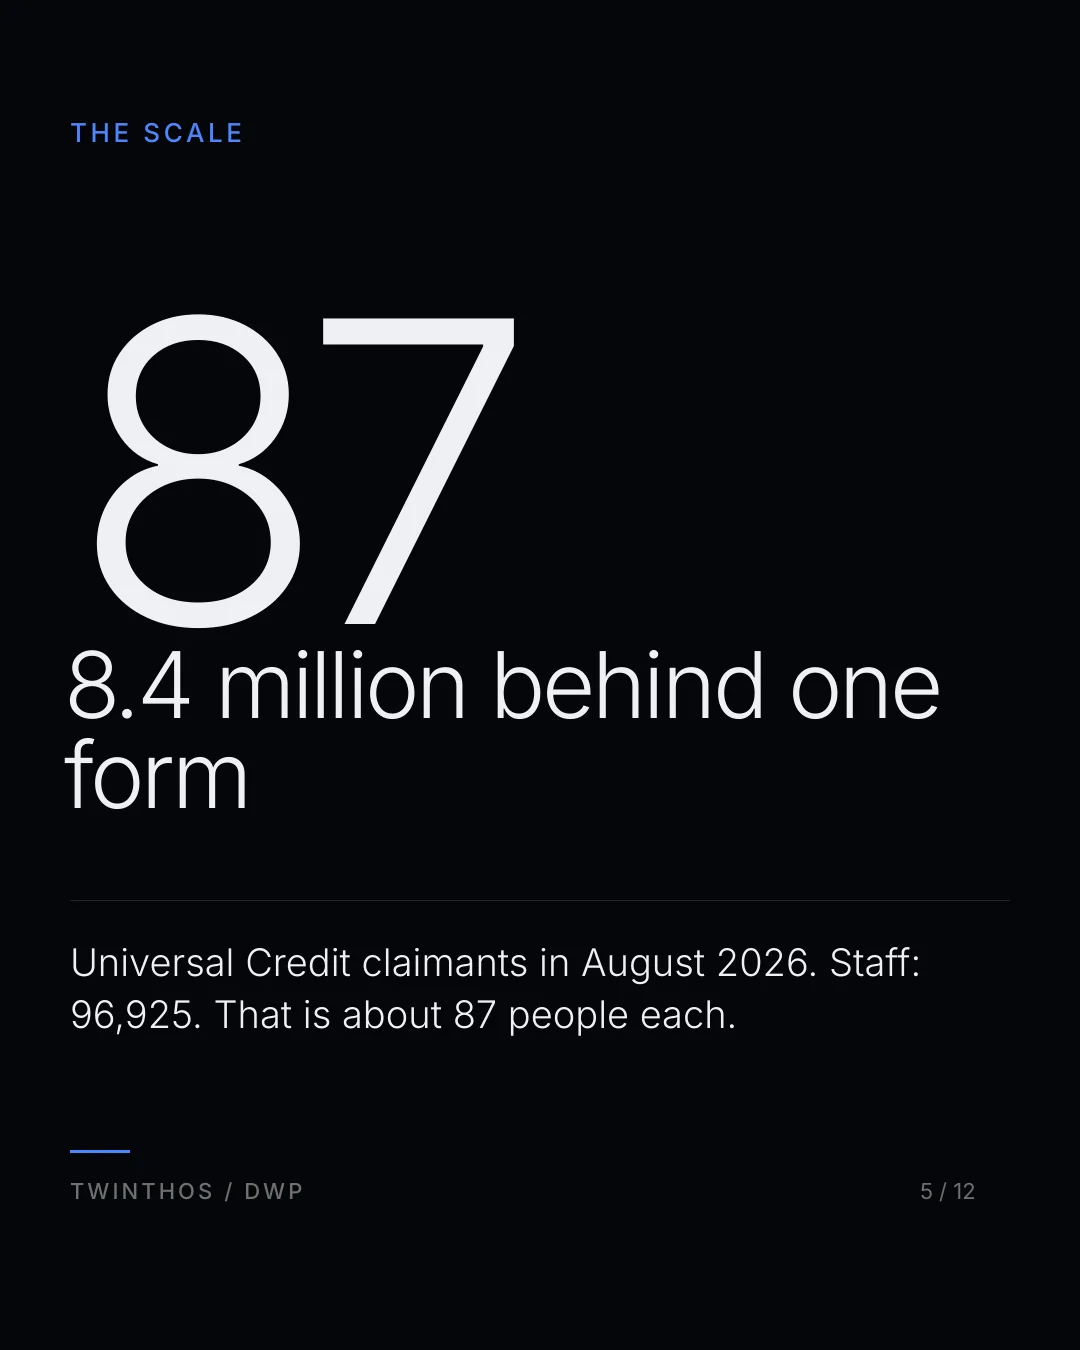 THE SCALE
87
8.4 million behind one
form
Universal Credit claimants in August 2026. Staff:
96,925. That is about 87 people each.
TWINTHOS / DWP
5 / 12